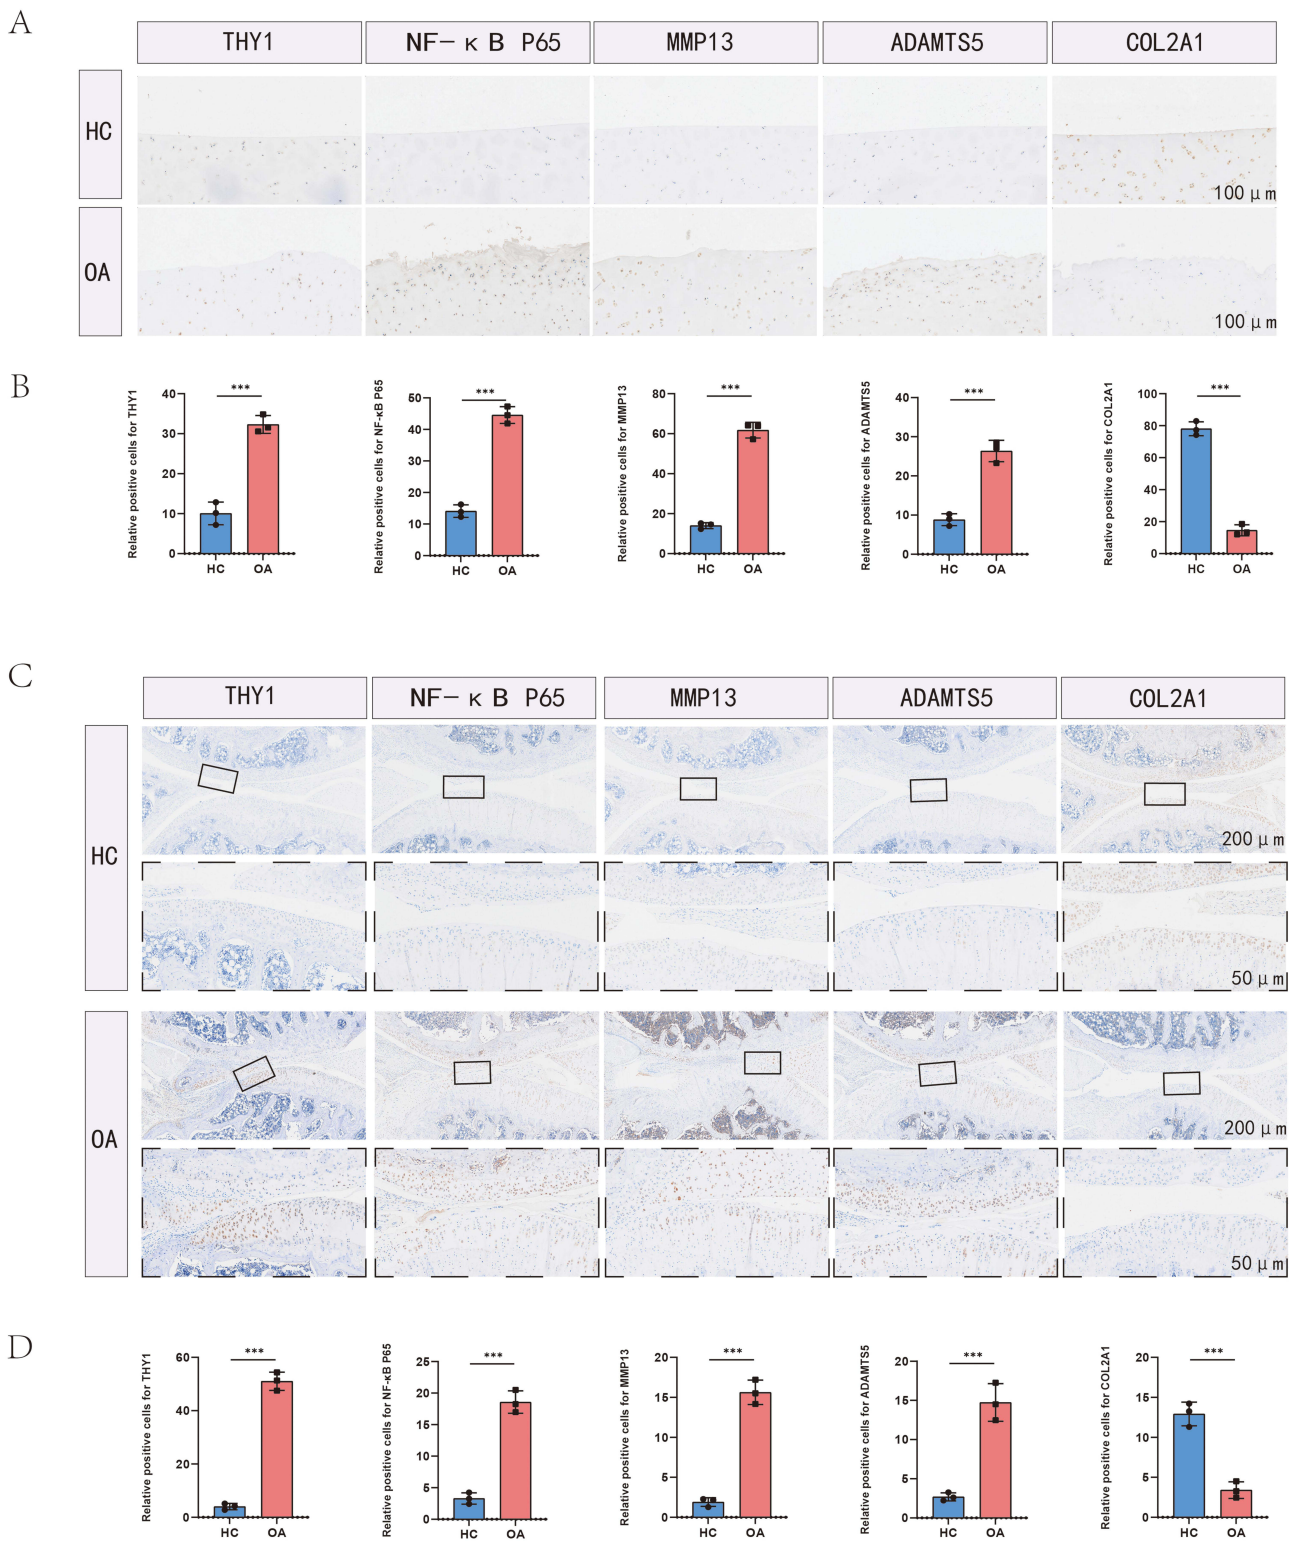 A
THY1 NF-κB P65 MMP13 ADAMTS5 COL2A1
HC
100 μm
OA
100 μm
B
Relative positive cells for THY1
40
30
20
10
0
***
HC OA
Relative positive cells for NF-κB P65
50
40
30
20
10
0
***
HC OA
Relative positive cells for MMP13
80
60
40
20
0
***
HC OA
Relative positive cells for ADAMTS5
40
30
20
10
0
***
HC OA
Relative positive cells for COL2A1
100
80
60
40
20
0
***
HC OA
C
THY1 NF-κB P65 MMP13 ADAMTS5 COL2A1
HC
200 μm
50 μm
OA
200 μm
50 μm
D
Relative positive cells for THY1
60
40
20
0
***
HC OA
Relative positive cells for NF-κB P65
25
20
15
10
5
0
***
HC OA
Relative positive cells for MMP13
20
15
10
5
0
***
HC OA
Relative positive cells for ADAMTS5
20
15
10
5
0
***
HC OA
Relative positive cells for COL2A1
20
15
10
5
0
***
HC OA